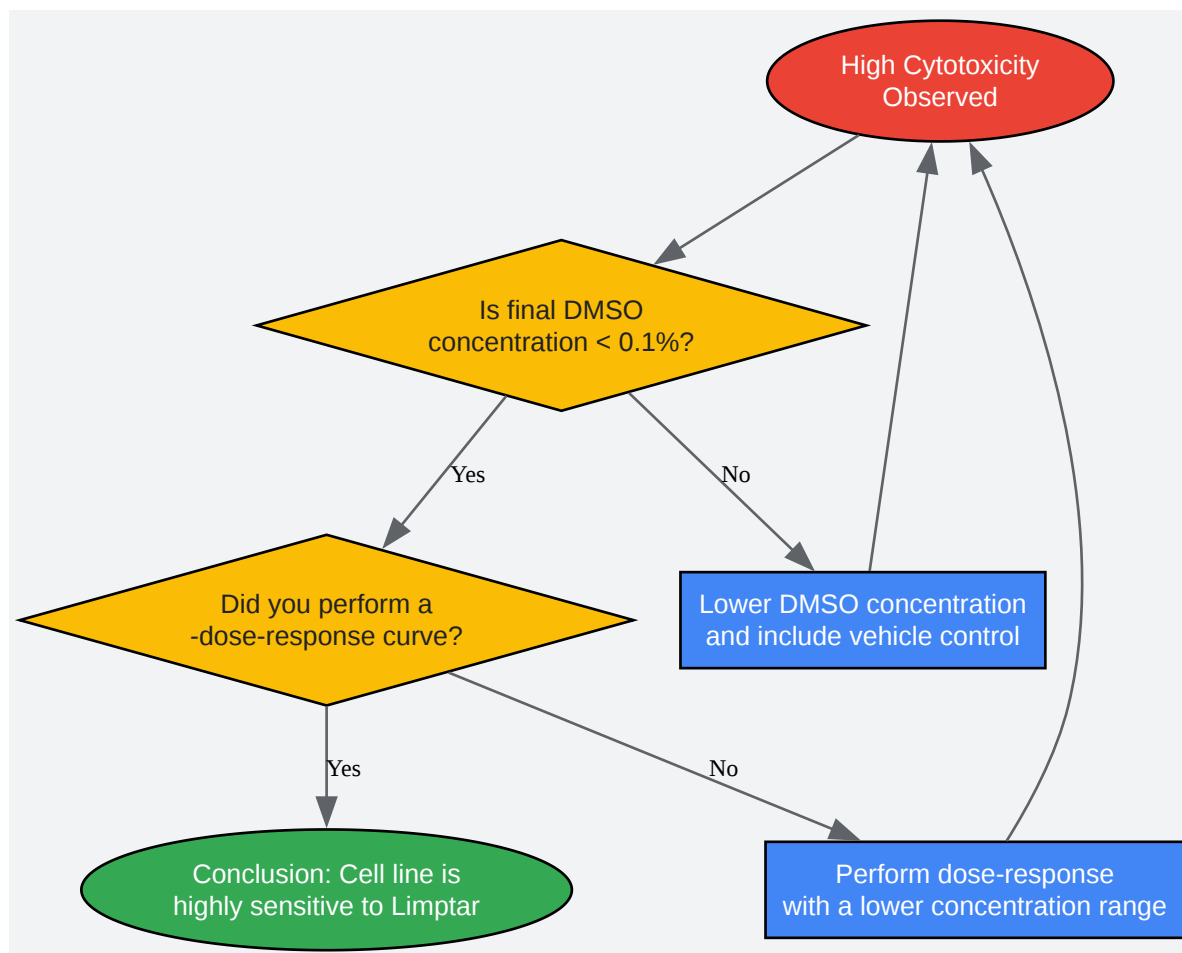 High Cytotoxicity
Observed
Is final DMSO
concentration < 0.1%?
Yes
No
Did you perform a
-dose-response curve?
Lower DMSO concentration
and include vehicle control
Yes
No
Conclusion: Cell line is
highly sensitive to Limptar
Perform dose-response
with a lower concentration range